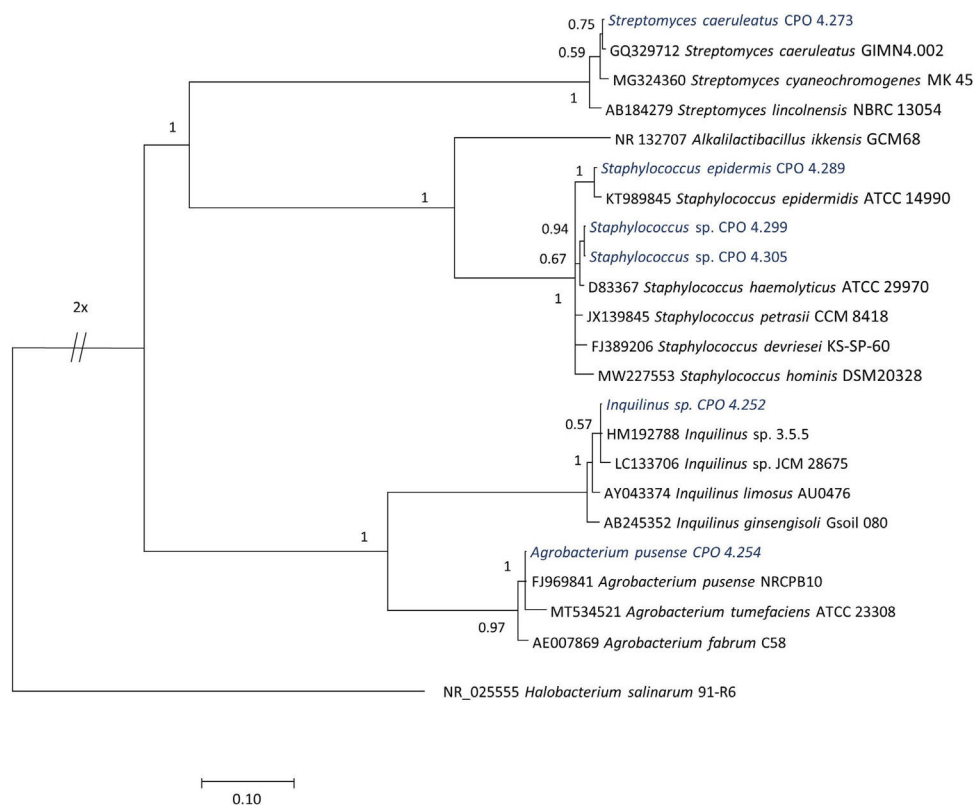 0.75
Streptomyces caeruleatus CPO 4.273
0.59
GQ329712 Streptomyces caeruleatus GIMN4.002
MG324360 Streptomyces cyaneochromogenes MK 45
1
AB184279 Streptomyces lincolnensis NBRC 13054
1
NR 132707 Alkalilactibacillus ikkensis GCM68
1
Staphylococcus epidermis CPO 4.289
1
KT989845 Staphylococcus epidermidis ATCC 14990
0.94
Staphylococcus sp. CPO 4.299
0.67
Staphylococcus sp. CPO 4.305
D83367 Staphylococcus haemolyticus ATCC 29970
1
JX139845 Staphylococcus petrasii CCM 8418
2x
FJ389206 Staphylococcus devriesei KS-SP-60
MW227553 Staphylococcus hominis DSM20328
Inquilinus sp. CPO 4.252
0.57
HM192788 Inquilinus sp. 3.5.5
1
LC133706 Inquilinus sp. JCM 28675
AY043374 Inquilinus limosus AU0476
AB245352 Inquilinus ginsengisoli Gsoil 080
1
Agrobacterium pusense CPO 4.254
1
FJ969841 Agrobacterium pusense NRCPB10
MT534521 Agrobacterium tumefaciens ATCC 23308
0.97
AE007869 Agrobacterium fabrum C58
NR_025555 Halobacterium salinarum 91-R6
0.10